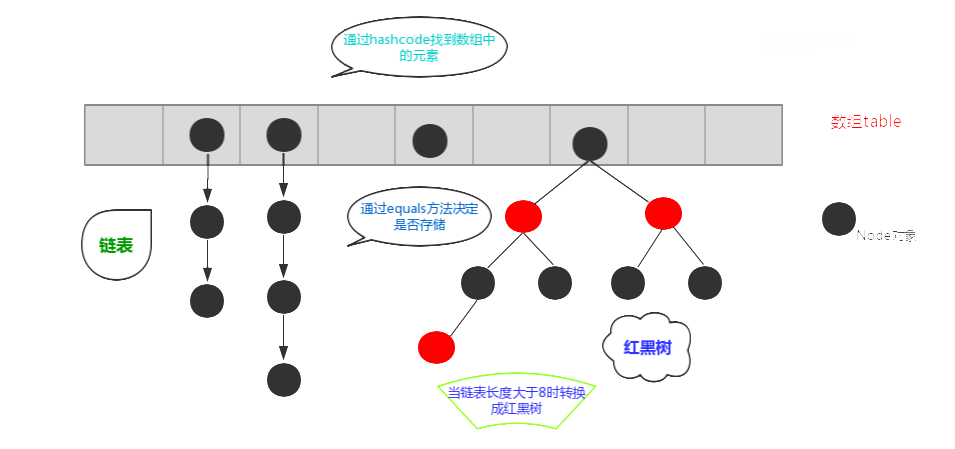 通过hashcode找到数组中
的元素
数组table
通过equals方法决定
是否存储
链表
Node对象
红黑树
当链表长度大于8时转换
成红黑树